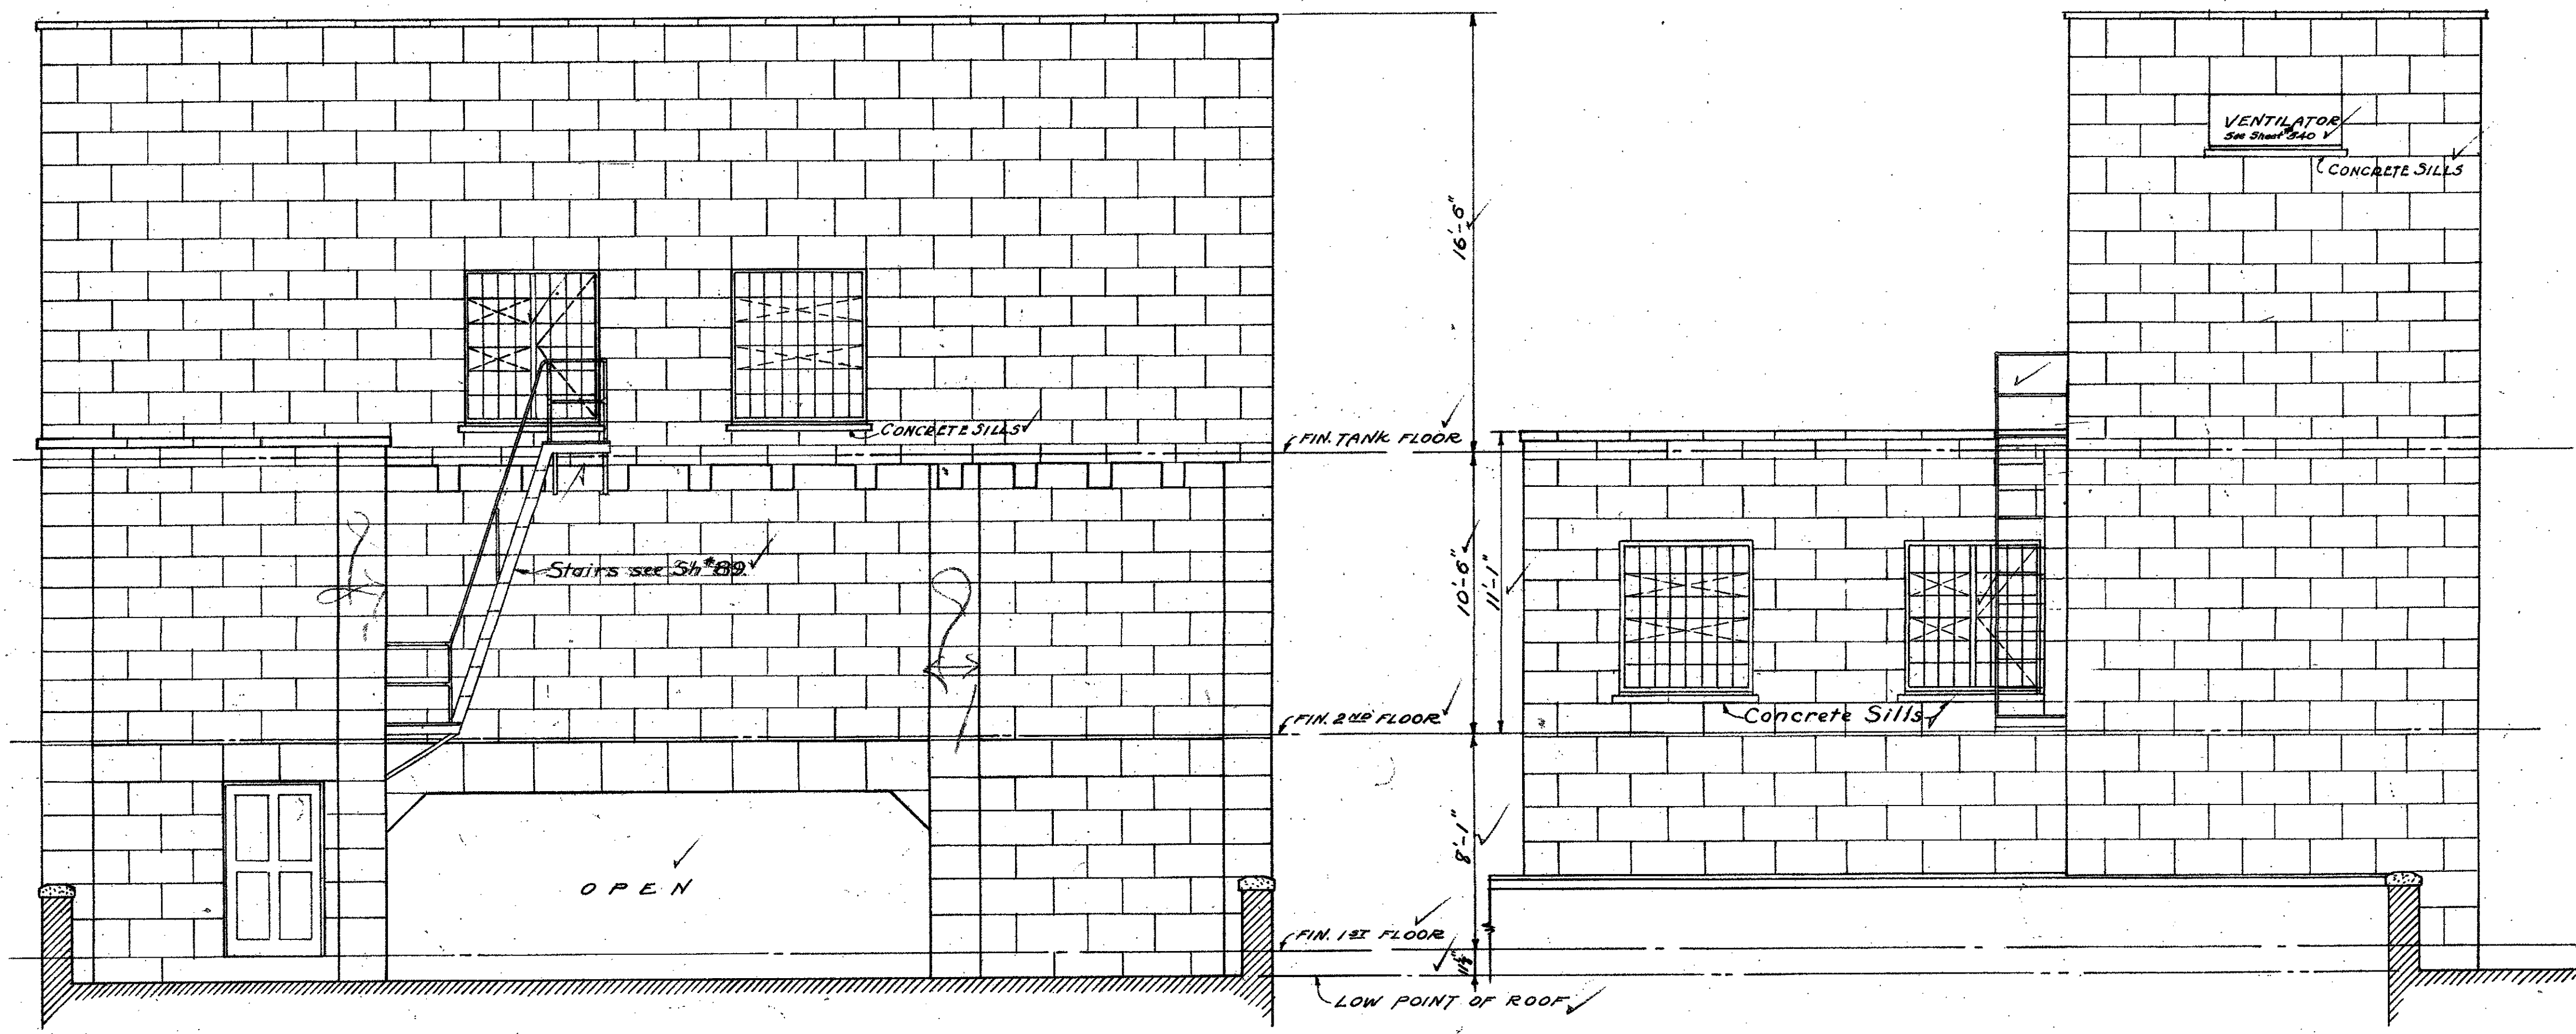 VENTILATOR
See Sheet #540
CONCRETE SILLS
16'-6"
CONCRETE SILLS
FIN. TANK FLOOR
Stairs see Sh #89
10'-6"
11'-1"
FIN. 2ND FLOOR
Concrete Sills
8'-1"
OPEN
FIN. 1ST FLOOR
LOW POINT OF ROOF